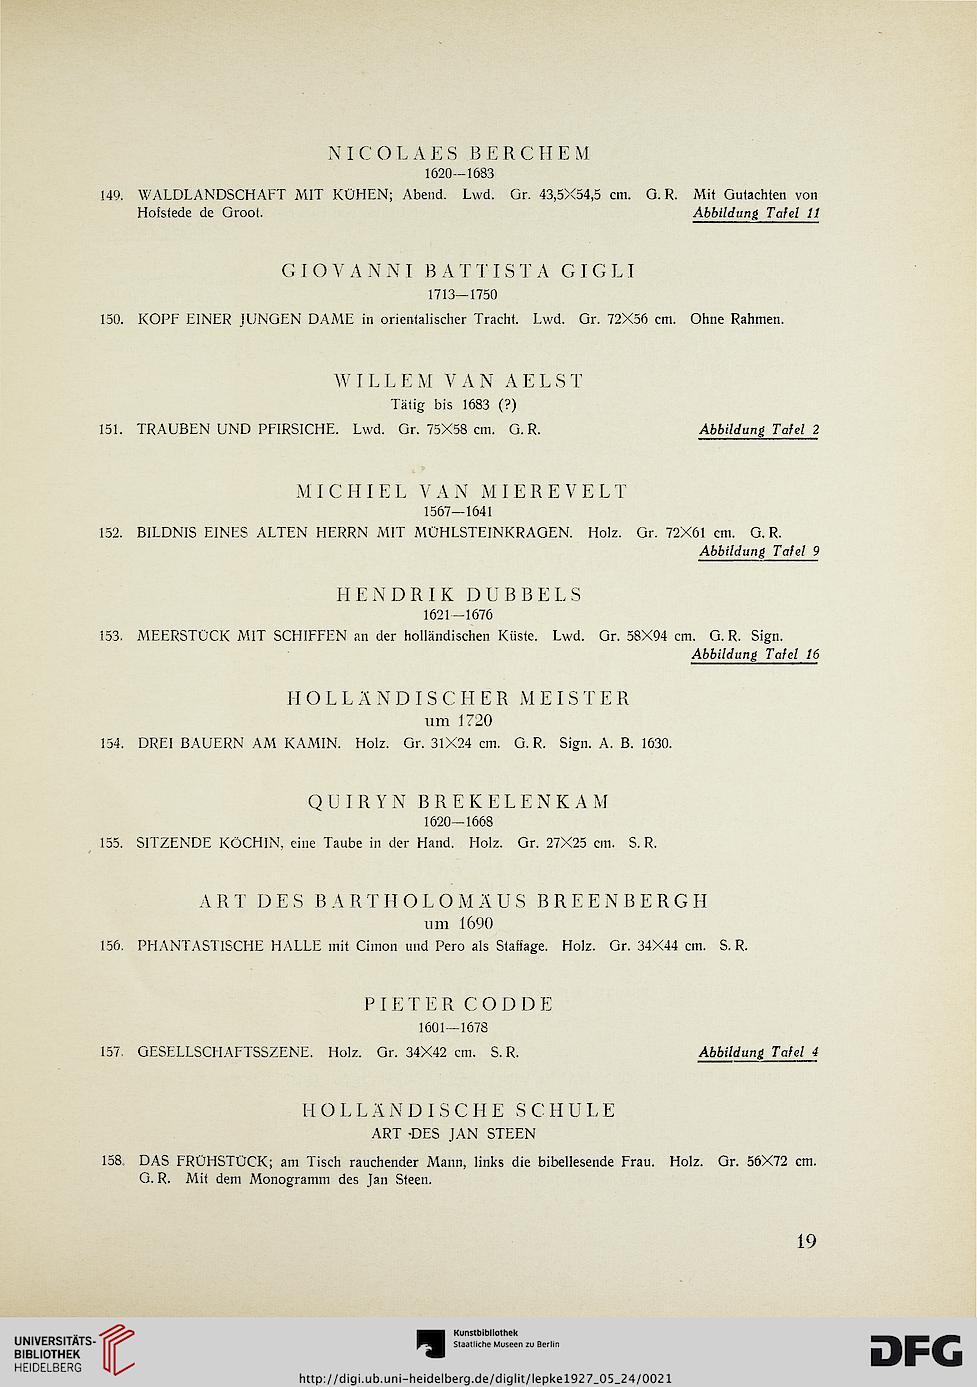 NICOLAES BERCHEM
1620—1683
149. WALDLANDSCHAFT MIT KÜHEN; Abend. Lwd. Gr. 43,5×54,5 cm. G. R. Mit Gutachten von
Hofstede de Groot. Abbildung Tafel 11
GIOVANNI BATTISTA GIGLI
1713—1750
150. KOPF EINER JUNGEN DAME in orientalischer Tracht. Lwd. Gr. 72×56 cm. Ohne Rahmen.
WILLEM VAN AELST
Tätig bis 1683 (?)
151. TRAUBEN UND PFIRSICHE. Lwd. Gr. 75×58 cm. G. R. Abbildung Tafel 2
MICHIEL VAN MIEREVELT
1567—1641
152. BILDNIS EINES ALTEN HERRN MIT MÜHLSTEINKRAGEN. Holz. Gr. 72×61 cm. G. R.
Abbildung Tafel 9
HENDRIK DUBBELS
1621—1676
153. MEERSTÜCK MIT SCHIFFEN an der holländischen Küste. Lwd. Gr. 58×94 cm. G. R. Sign.
Abbildung Tafel 16
HOLLÄNDISCHER MEISTER
um 1720
154. DREI BAUERN AM KAMIN. Holz. Gr. 31×24 cm. G. R. Sign. A. B. 1630.
QUIRYN BREKELENKAM
1620—1668
155. SITZENDE KÖCHIN, eine Taube in der Hand. Holz. Gr. 27×25 cm. S. R.
ART DES BARTHOLOMÄUS BREENBERGH
um 1690
156. PHANTASTISCHE HALLE mit Cimon und Pero als Staffage. Holz. Gr. 34×44 cm. S. R.
PIETER CODDE
1601—1678
157. GESELLSCHAFTSSZENE. Holz. Gr. 34×42 cm. S. R. Abbildung Tafel 4
HOLLÄNDISCHE SCHULE
ART DES JAN STEEN
158. DAS FRÜHSTÜCK; am Tisch rauchender Mann, links die bibellesende Frau. Holz. Gr. 56×72 cm.
G. R. Mit dem Monogramm des Jan Steen.
19
UNIVERSITÄTS-
BIBLIOTHEK
HEIDELBERG
Kunstbibliothek
Staatliche Museen zu Berlin
DFG
http://digi.ub.uni-heidelberg.de/diglit/lepke1927_05_24/0021